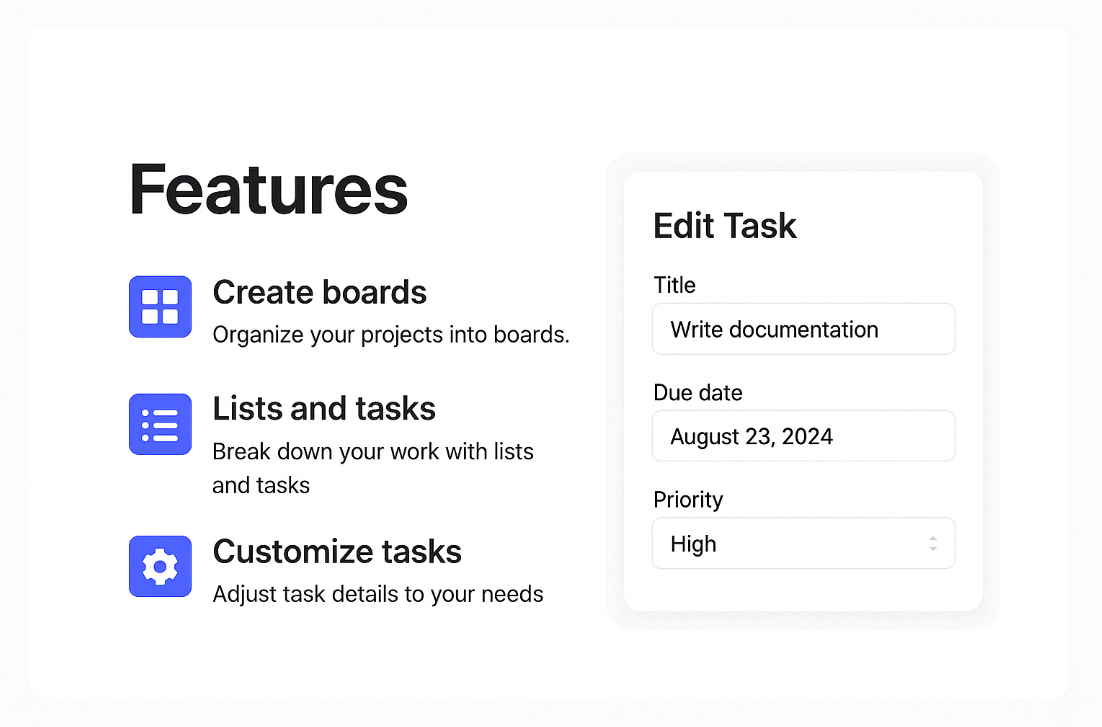 Features
Create boards
Organize your projects into boards.
Lists and tasks
Break down your work with lists
and tasks
Customize tasks
Adjust task details to your needs
Edit Task
Title
Write documentation
Due date
August 23, 2024
Priority
High